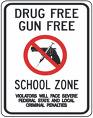 DRUG FREE
GUN FREE
SCHOOL ZONE
VIOLATORS WILL FACE SEVERE
FEDERAL STATE AND LOCAL
CRIMINAL PENALTIES